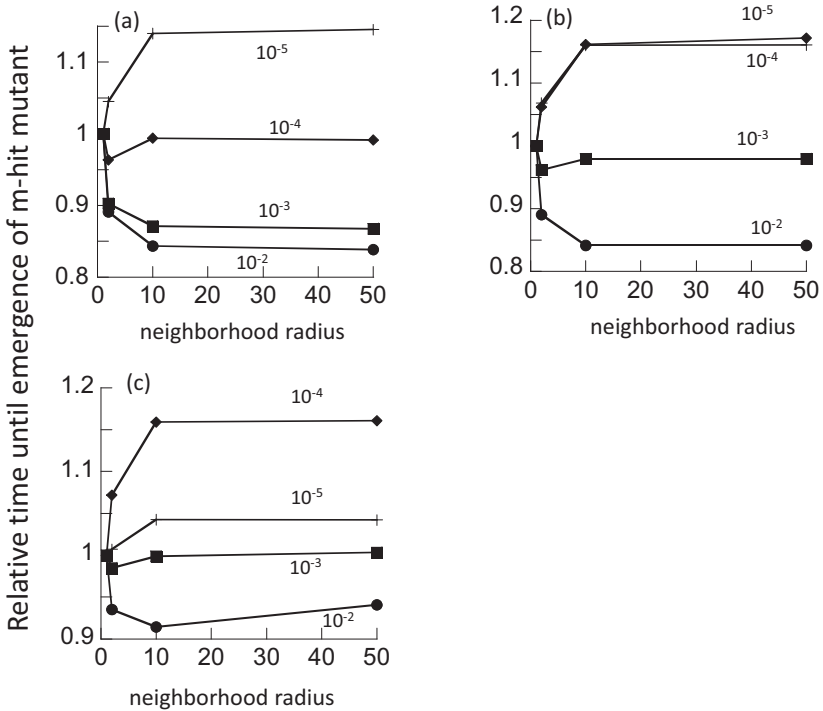 Relative time until emergence of m-hit mutant
(a)
1.1
1
0.9
0.8
10-5
10-4
10-3
10-2
0 10 20 30 40 50
neighborhood radius
(b)
1.2
1.1
1
0.9
0.8
10-5
10-4
10-3
10-2
0 10 20 30 40 50
neighborhood radius
(c)
1.2
1.1
1
0.9
10-4
10-5
10-3
10-2
0 10 20 30 40 50
neighborhood radius